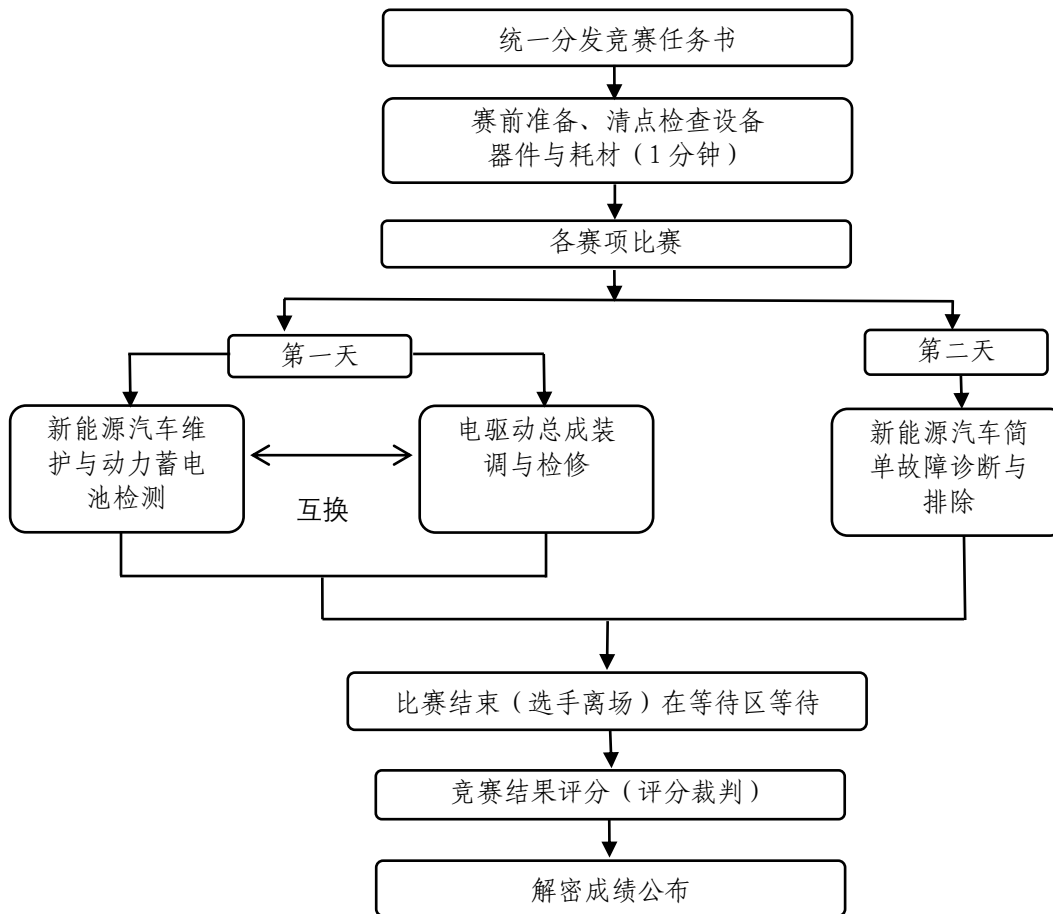 统一分发竞赛任务书
赛前准备、清点检查设备
器件与耗材（1分钟）
各赛项比赛
第一天
第二天
新能源汽车维
护与动力蓄电
池检测
互换
电驱动总成装
调与检修
新能源汽车简
单故障诊断与
排除
比赛结束（选手离场）在等待区等待
竞赛结果评分（评分裁判）
解密成绩公布